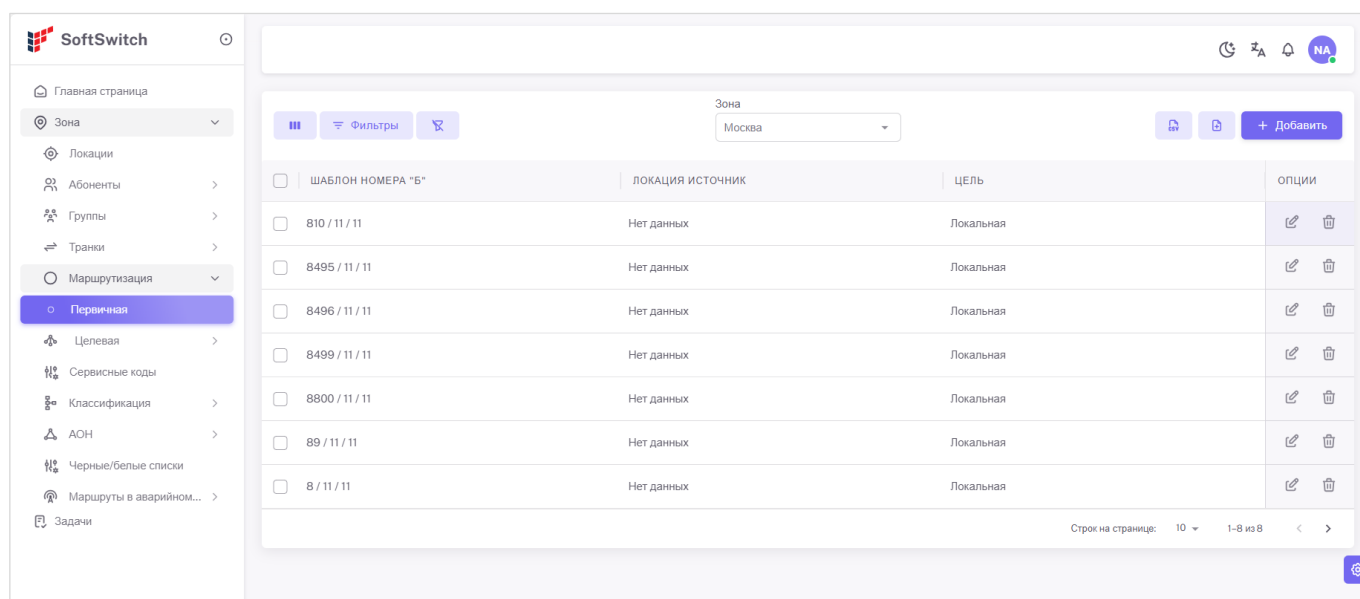 SoftSwitch
NA
Главная страница
Зона
Локации
Абоненты
Группы
Транки
Маршрутизация
Первичная
Целевая
Сервисные коды
Классификация
АОН
Черные/белые списки
Маршруты в аварийном...
Задачи
Фильтры
Зона
Москва
CSV
+ Добавить
ШАБЛОН НОМЕРА "Б" ЛОКАЦИЯ ИСТОЧНИК ЦЕЛЬ ОПЦИИ
810 / 11 / 11 Нет данных Локальная
8495 / 11 / 11 Нет данных Локальная
8496 / 11 / 11 Нет данных Локальная
8499 / 11 / 11 Нет данных Локальная
8800 / 11 / 11 Нет данных Локальная
89 / 11 / 11 Нет данных Локальная
8 / 11 / 11 Нет данных Локальная
Строк на странице: 10 1–8 из 8